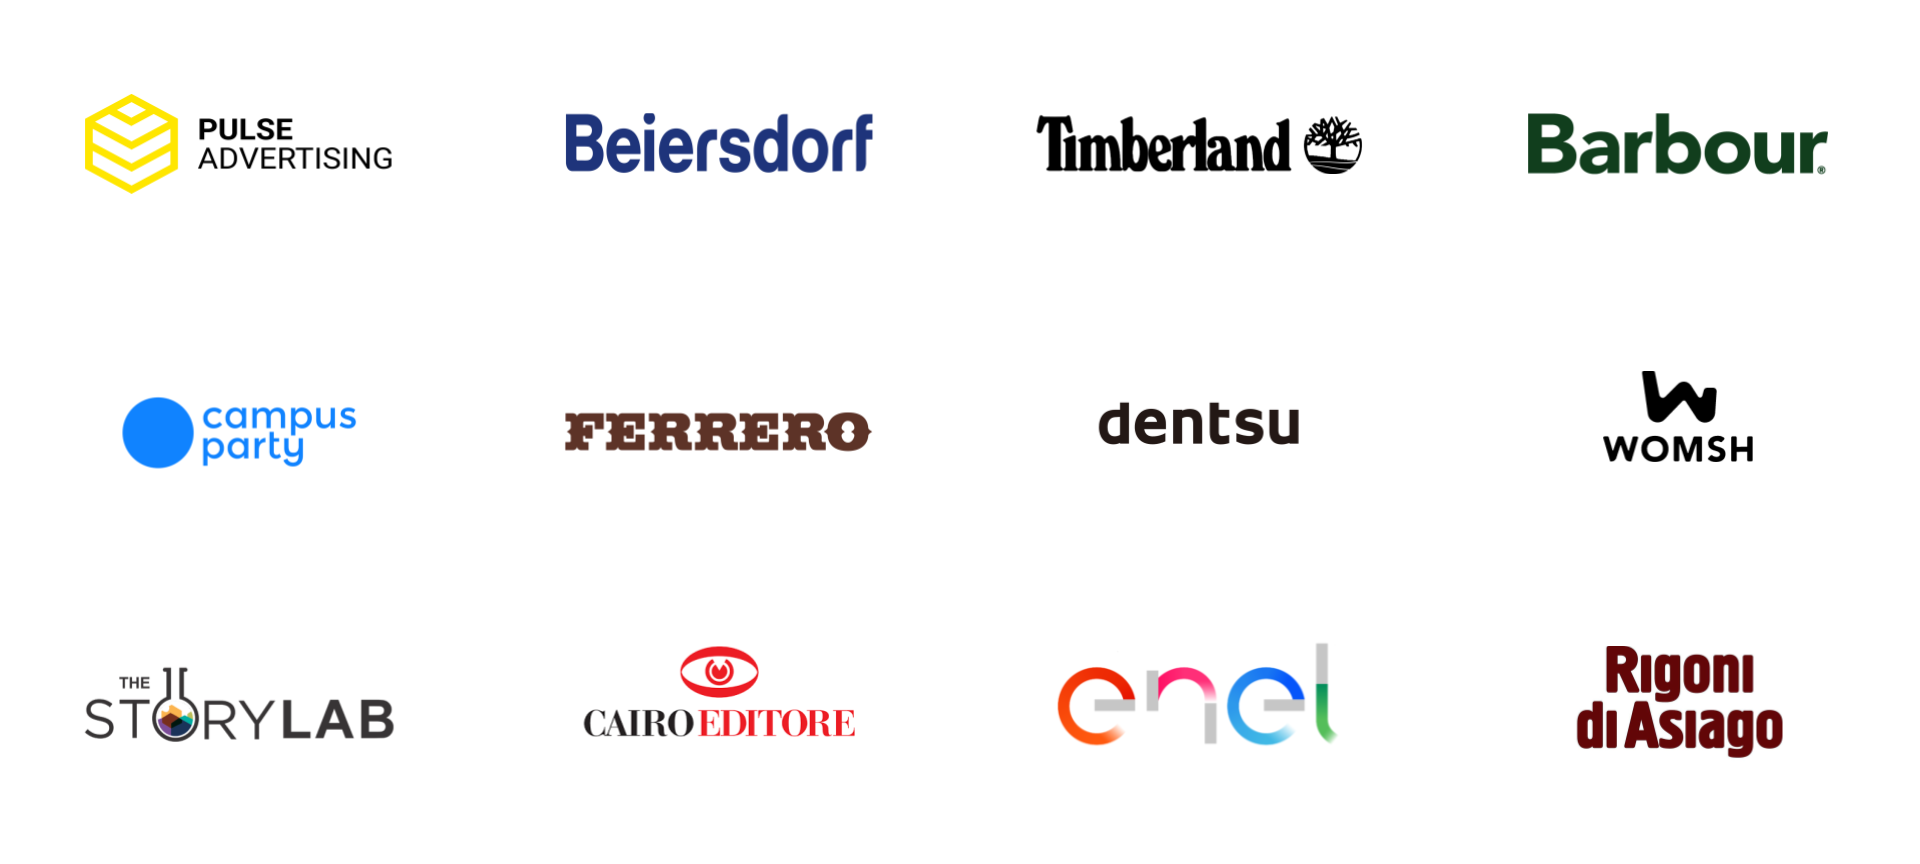 PULSE
ADVERTISING
Beiersdorf
Timberland
Barbour®
campus
party
FERRERO
dentsu
WOMSH
THE
STORYLAB
CAIRO EDITORE
enel
Rigoni
di Asiago